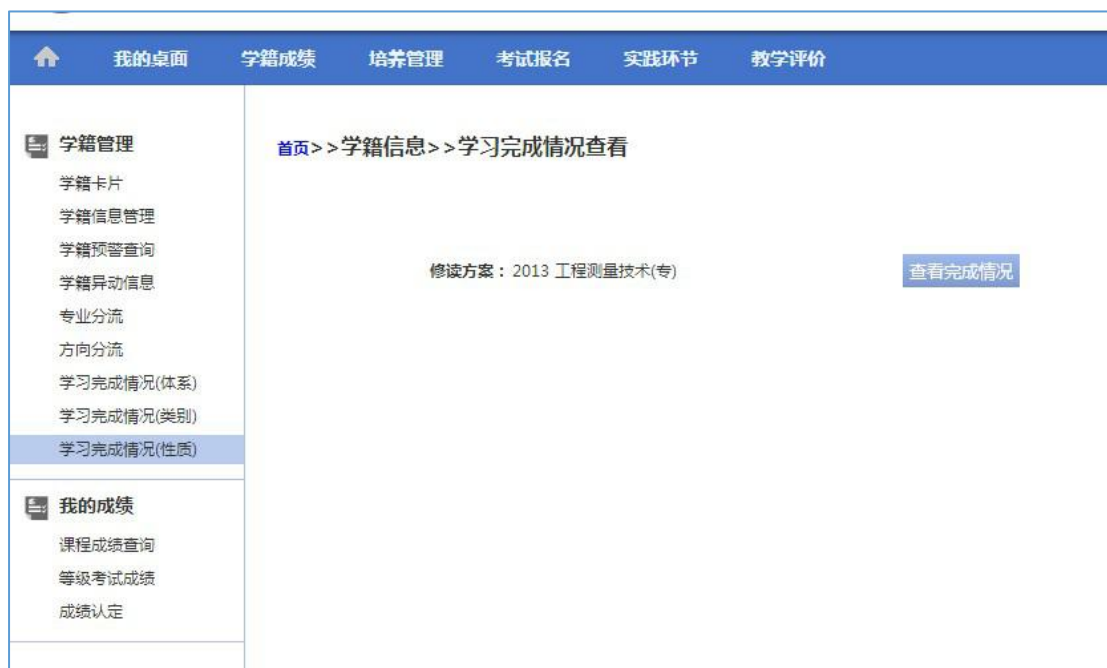 我的桌面 学籍成绩 培养管理 考试报名 实践环节 教学评价
学籍管理
学籍卡片
学籍信息管理
学籍预警查询
学籍异动信息
专业分流
方向分流
学习完成情况(体系)
学习完成情况(类别)
学习完成情况(性质)
我的成绩
课程成绩查询
等级考试成绩
成绩认定
首页>>学籍信息>>学习完成情况查看
修读方案：2013 工程测量技术(专) 查看完成情况